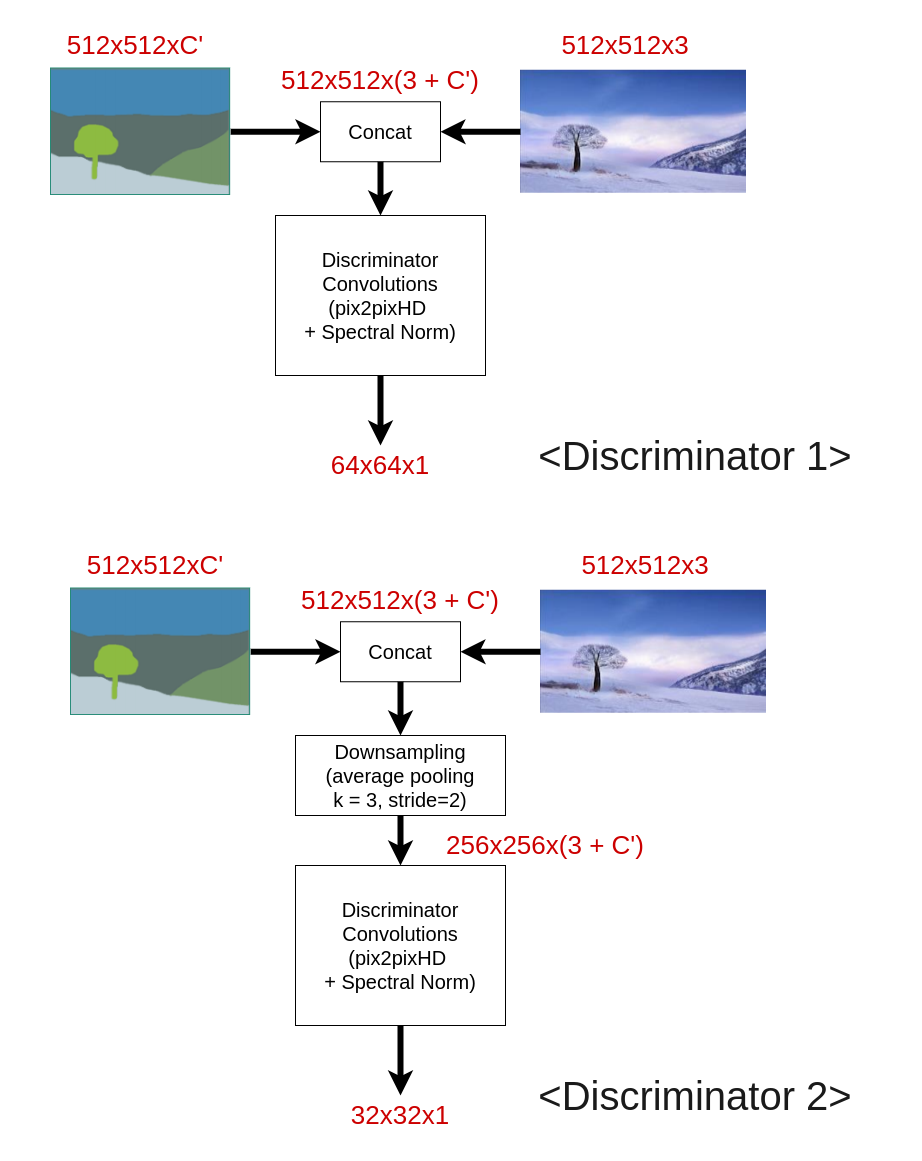 512x512xC'
512x512x3
512x512x(3 + C')
Concat
Discriminator
Convolutions
(pix2pixHD
+ Spectral Norm)
64x64x1
<Discriminator 1>
512x512xC'
512x512x3
512x512x(3 + C')
Concat
Downsampling
(average pooling
k = 3, stride=2)
256x256x(3 + C')
Discriminator
Convolutions
(pix2pixHD
+ Spectral Norm)
32x32x1
<Discriminator 2>